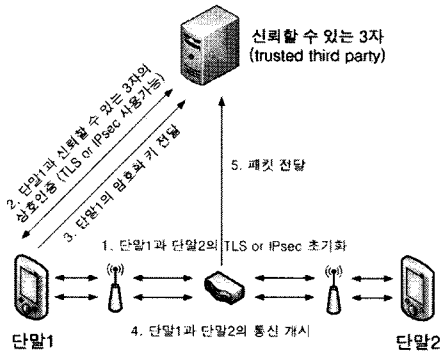 신뢰할 수 있는 3자
(trusted third party)
2. 단말1과 신뢰할 수 있는 3자의
상호인증 (TLS or IPsec 사용가능)
3. 단말1의 암호화 키 전달
5. 패킷 전달
1. 단말1과 단말2의 TLS or IPsec 초기화
4. 단말1과 단말2의 통신 개시
단말1
단말2